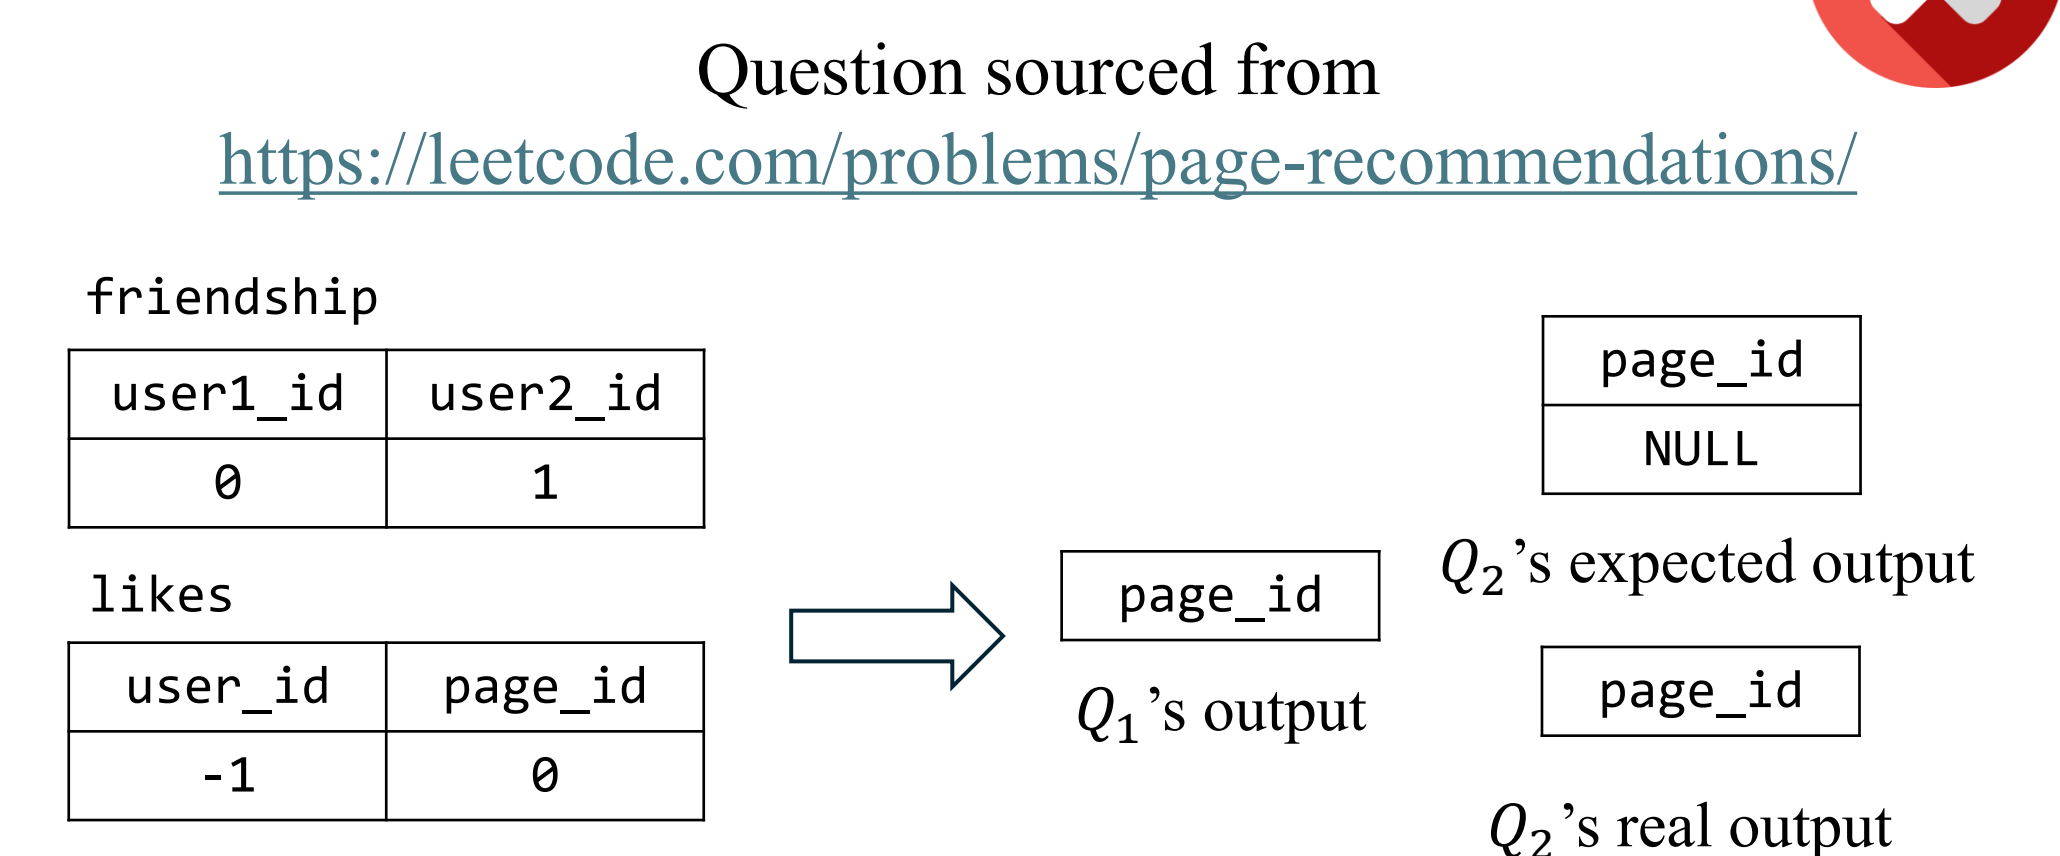 Question sourced from
https://leetcode.com/problems/page-recommendations/
friendship
user1_id user2_id
0 1
likes
user_id page_id
-1 0
page_id
Q₁'s output
page_id
NULL
Q₂'s expected output
page_id
Q₂'s real output